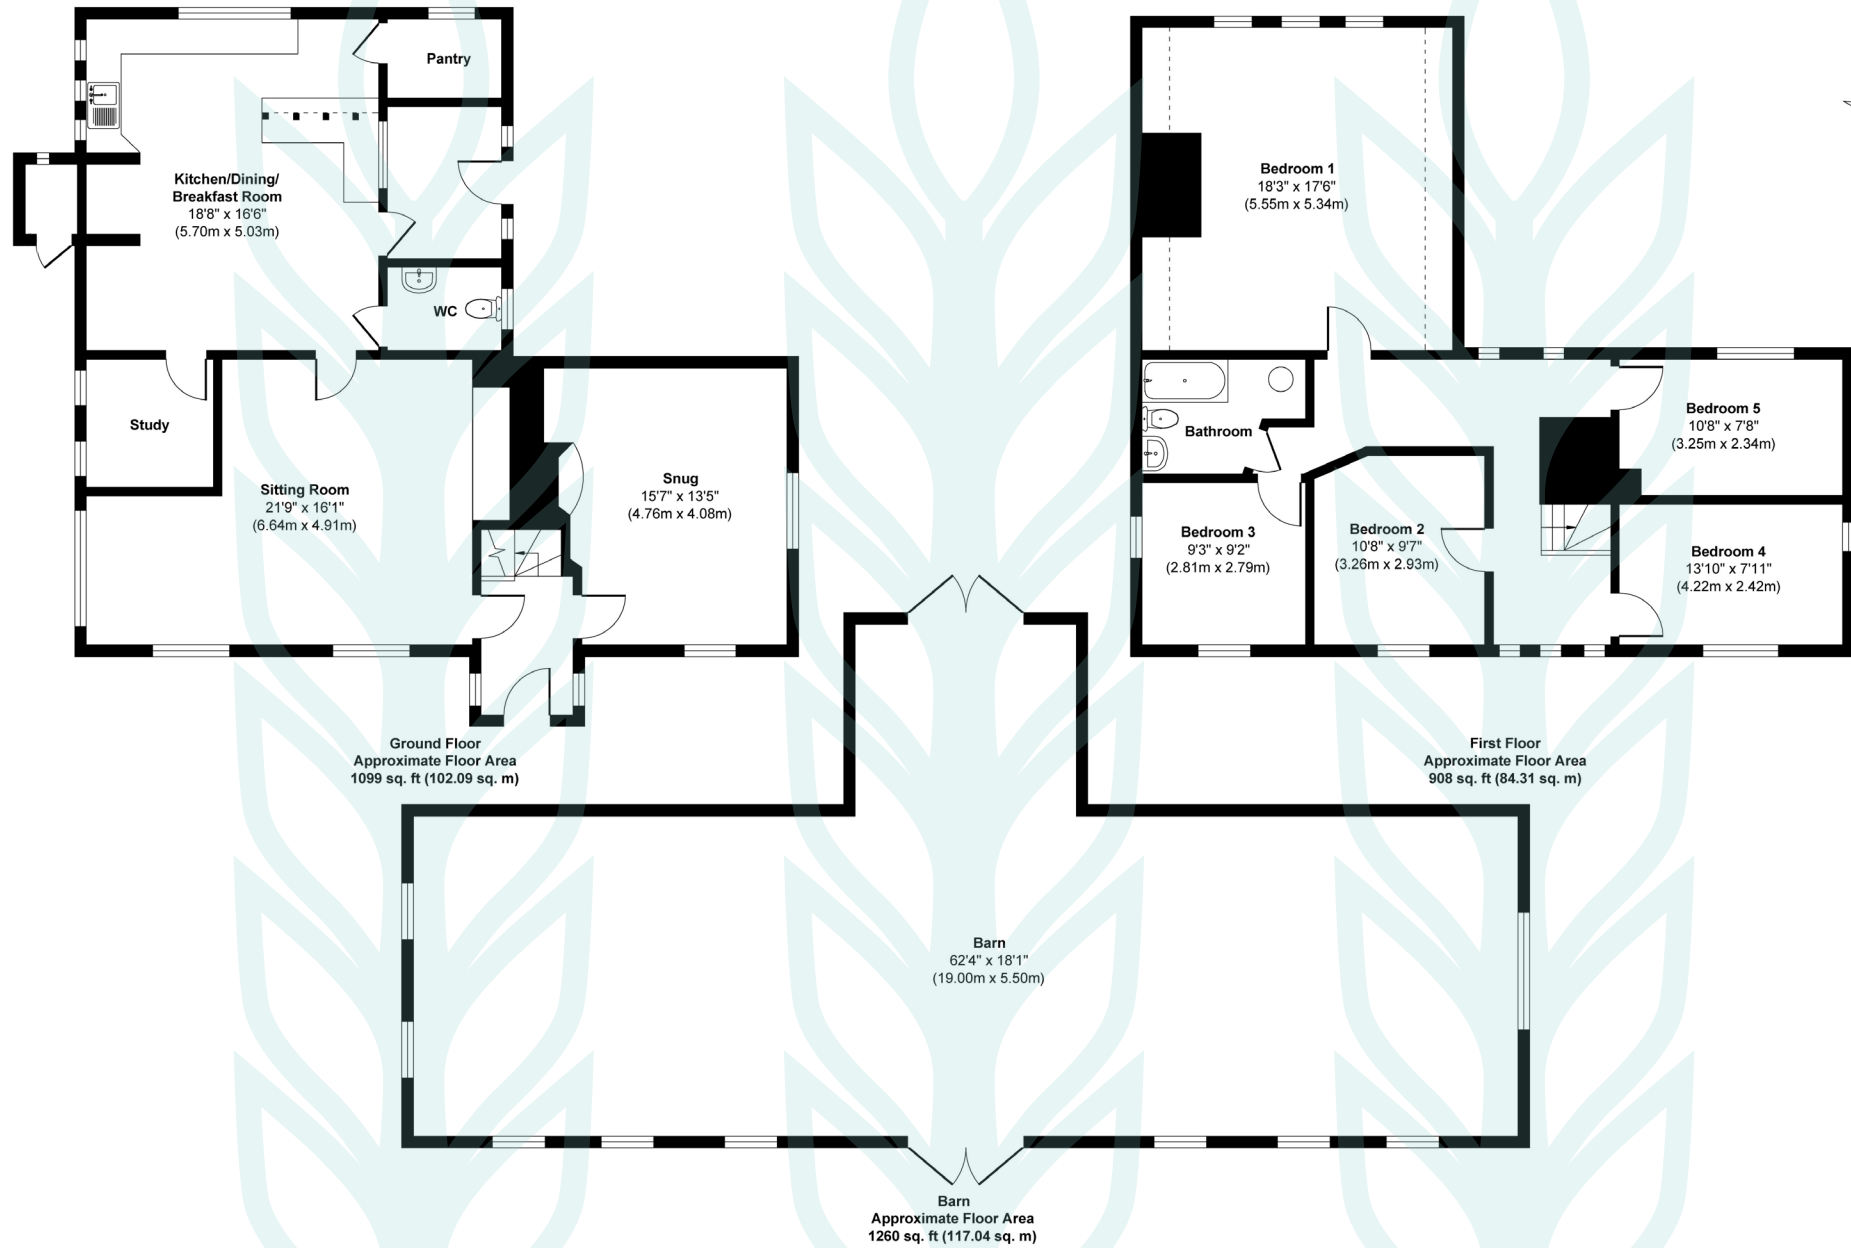 Pantry
Kitchen/Dining/
Breakfast Room
18'8" x 16'6"
(5.70m x 5.03m)
WC
Study
Sitting Room
21'9" x 16'1"
(6.64m x 4.91m)
Snug
15'7" x 13'5"
(4.76m x 4.08m)
Ground Floor
Approximate Floor Area
1099 sq. ft (102.09 sq. m)
Bedroom 1
18'3" x 17'6"
(5.55m x 5.34m)
Bathroom
Bedroom 5
10'8" x 7'8"
(3.25m x 2.34m)
Bedroom 3
9'3" x 9'2"
(2.81m x 2.79m)
Bedroom 2
10'8" x 9'7"
(3.26m x 2.93m)
Bedroom 4
13'10" x 7'11"
(4.22m x 2.42m)
First Floor
Approximate Floor Area
908 sq. ft (84.31 sq. m)
Barn
62'4" x 18'1"
(19.00m x 5.50m)
Barn
Approximate Floor Area
1260 sq. ft (117.04 sq. m)